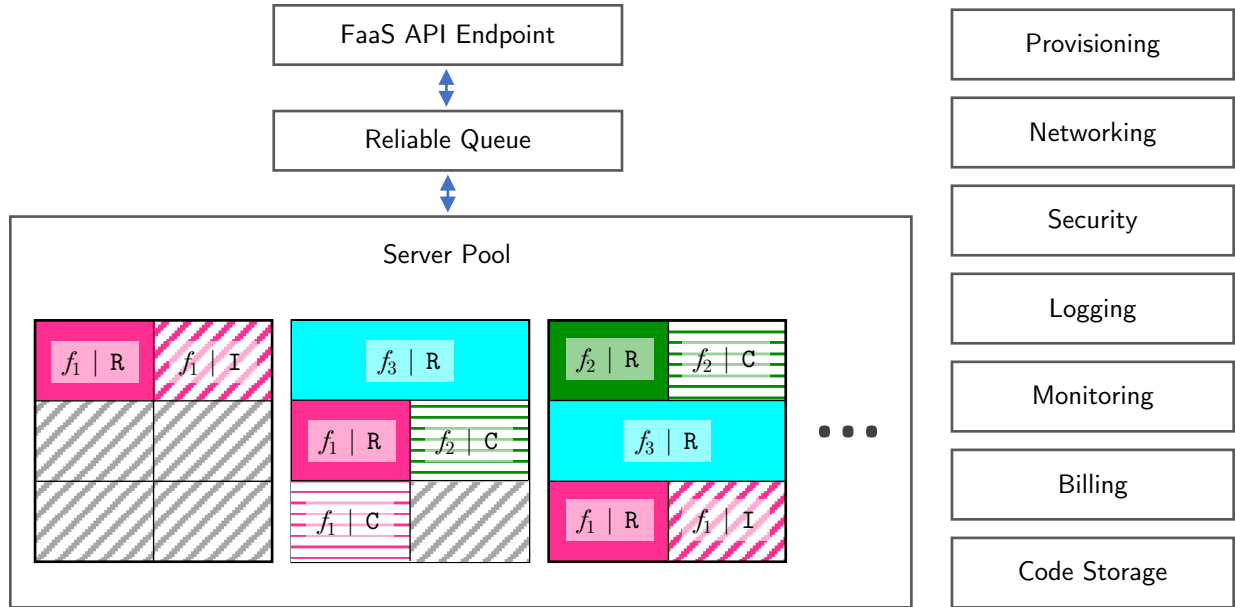 FaaS API Endpoint
Reliable Queue
Server Pool
f₁ | R
f₁ | I
f₃ | R
f₁ | R
f₂ | C
f₁ | C
f₂ | R
f₂ | C
f₃ | R
f₁ | R
f₁ | I
Provisioning
Networking
Security
Logging
Monitoring
Billing
Code Storage